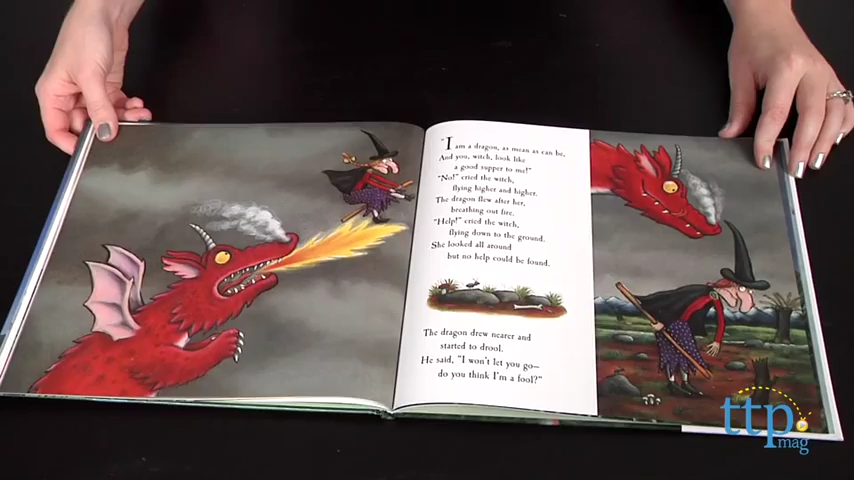 "I am a dragon, as mean as can be,
And you, witch, look like
a good supper to me!"
"No!" cried the witch,
flying higher and higher.
The dragon flew after her,
breathing out fire.
"Help!" cried the witch,
flying down to the ground.
She looked all around
but no help could be found.
The dragon drew nearer and
started to drool.
He said, "I won't let you go—
do you think I'm a fool?"
ttp
mag